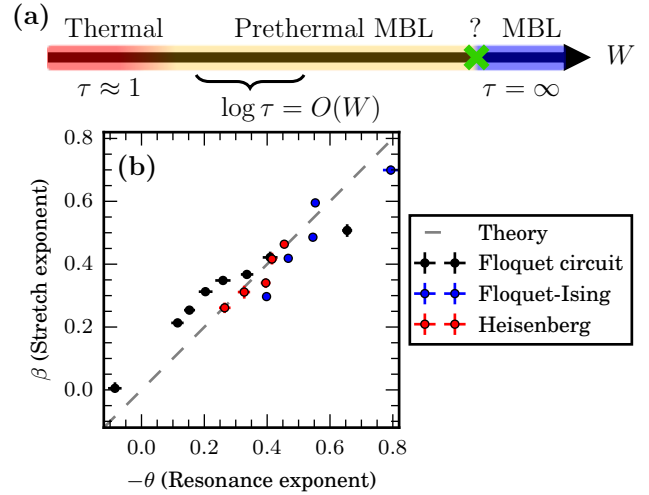 (a)
Thermal Prethermal MBL ? MBL
W
τ ≈ 1 τ = ∞
log τ = O(W)
(b)
0.8
0.6
0.4
0.2
0.0
β (Stretch exponent)
0.0 0.2 0.4 0.6 0.8
−θ (Resonance exponent)
Theory
Floquet circuit
Floquet-Ising
Heisenberg